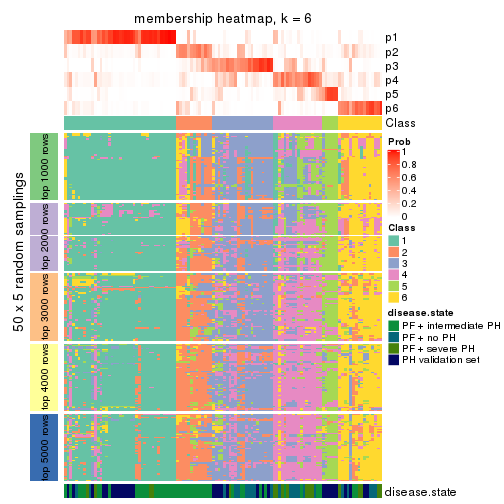 membership heatmap, k = 6
p1
p2
p3
p4
p5
p6
Class
50 x 5 random samplings
top 1000 rows
top 2000 rows
top 3000 rows
top 4000 rows
top 5000 rows
Prob
1
0.8
0.6
0.4
0.2
0
Class
1
2
3
4
5
6
disease.state
PF+ intermediate PH
PF+ no PH
PF+ severe PH
PH validation set
disease.state